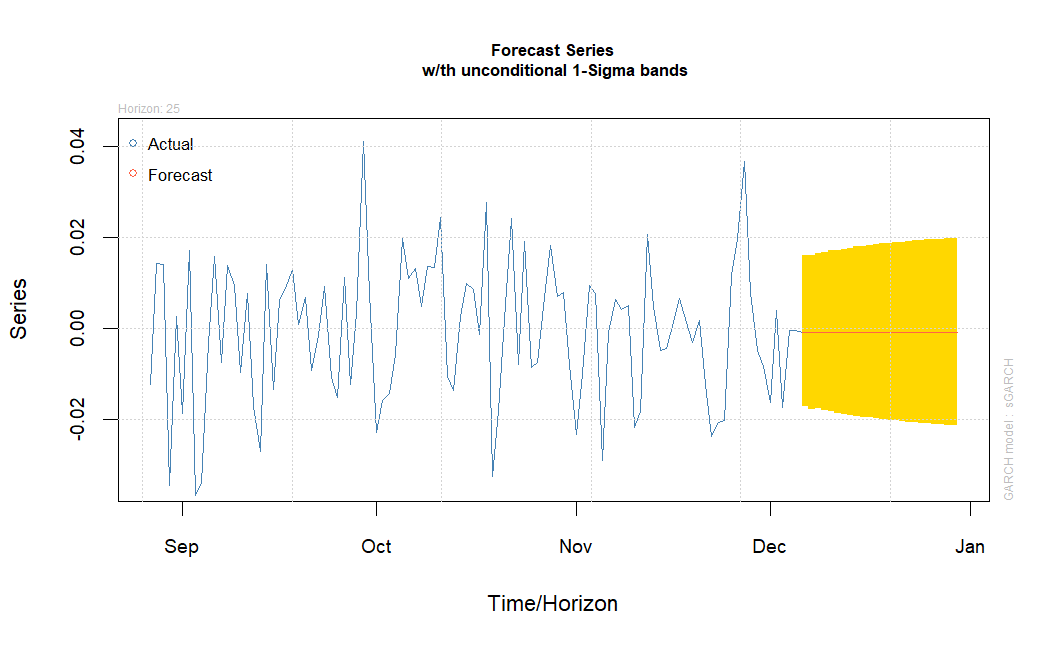 Forecast Series
w/th unconditional 1-Sigma bands
Horizon: 25
Actual
Forecast
0.04
0.02
0.00
-0.02
Series
Sep
Oct
Nov
Dec
Jan
Time/Horizon
GARCH model : sGARCH